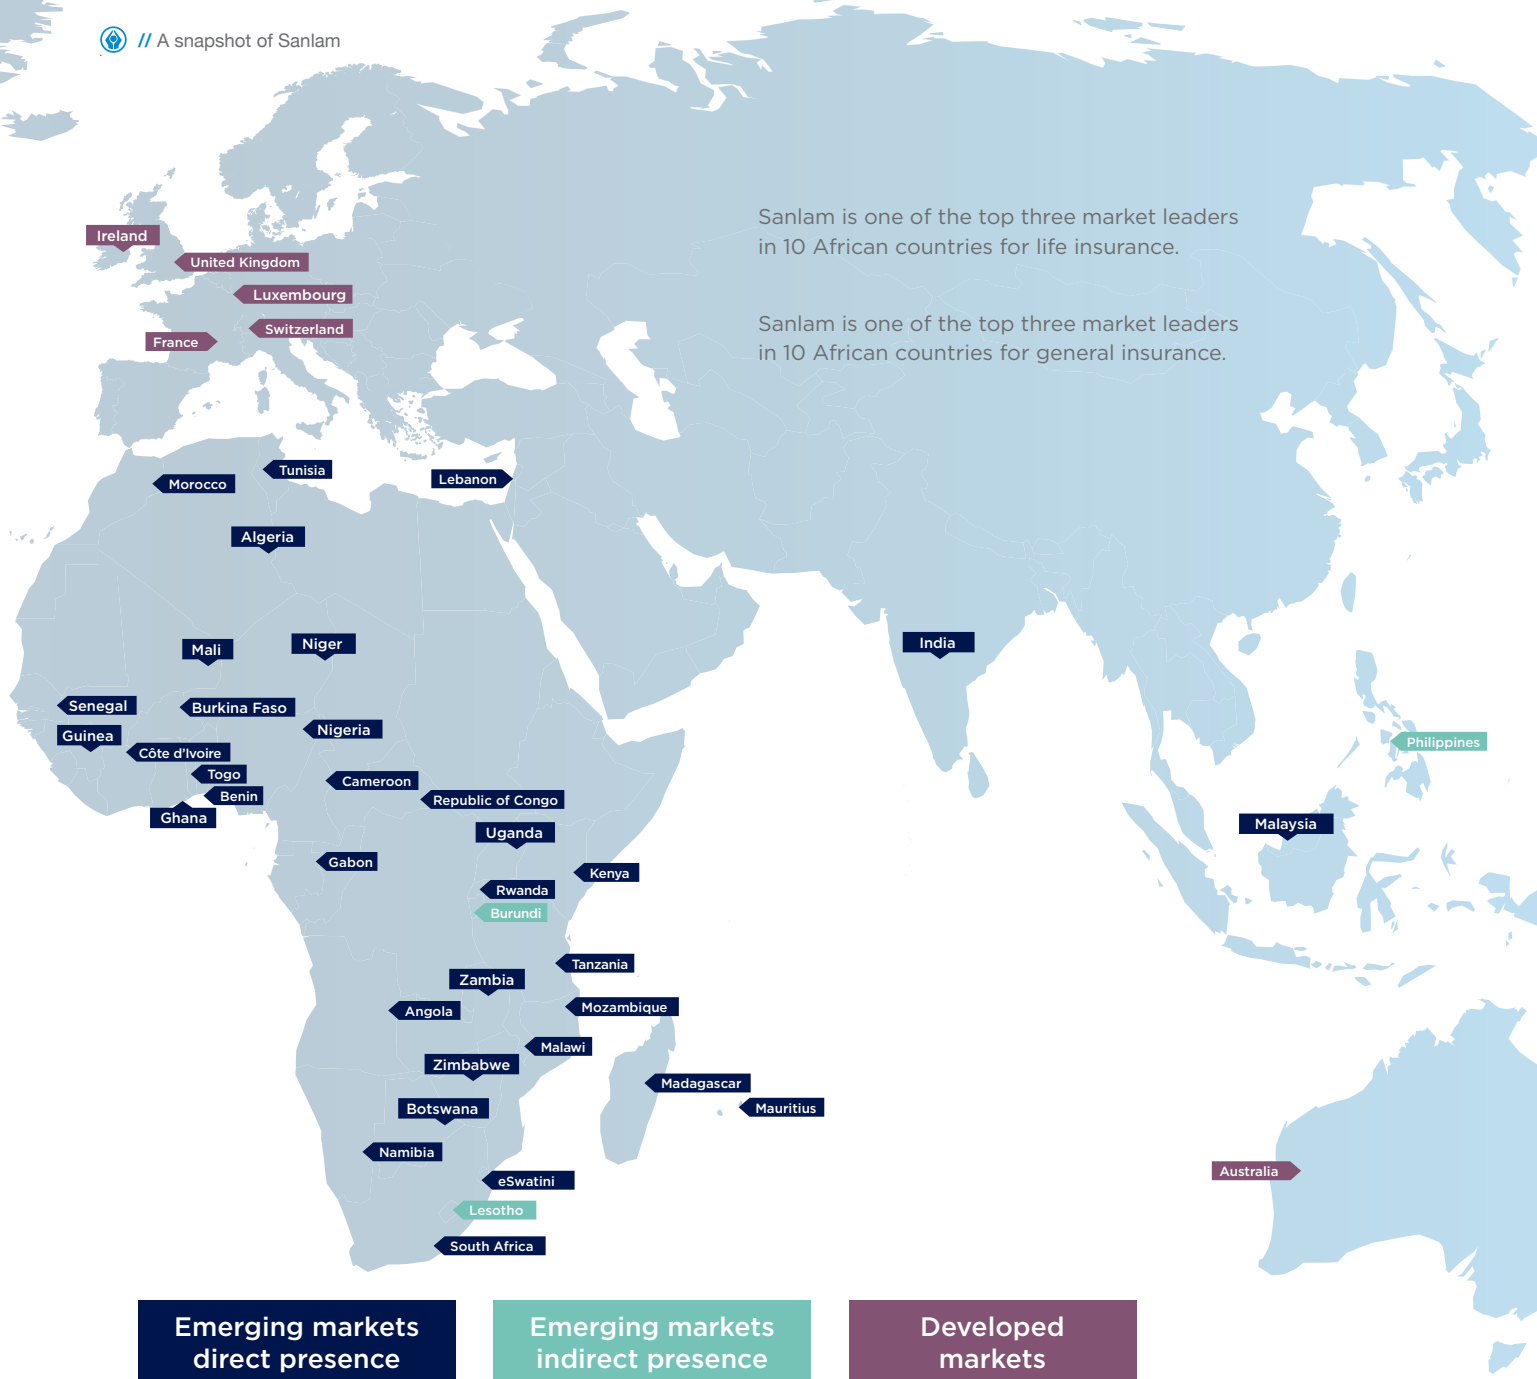 // A snapshot of Sanlam
Sanlam is one of the top three market leaders
in 10 African countries for life insurance.
Sanlam is one of the top three market leaders
in 10 African countries for general insurance.
Ireland
United Kingdom
Luxembourg
Switzerland
France
Tunisia
Morocco
Lebanon
Algeria
Mali
Niger
India
Senegal
Burkina Faso
Nigeria
Guinea
Côte d'Ivoire
Philippines
Togo
Cameroon
Benin
Republic of Congo
Ghana
Uganda
Malaysia
Gabon
Kenya
Rwanda
Burundi
Tanzania
Zambia
Angola
Mozambique
Malawi
Zimbabwe
Madagascar
Botswana
Mauritius
Namibia
Australia
eSwatini
Lesotho
South Africa
Emerging markets
direct presence
Emerging markets
indirect presence
Developed
markets